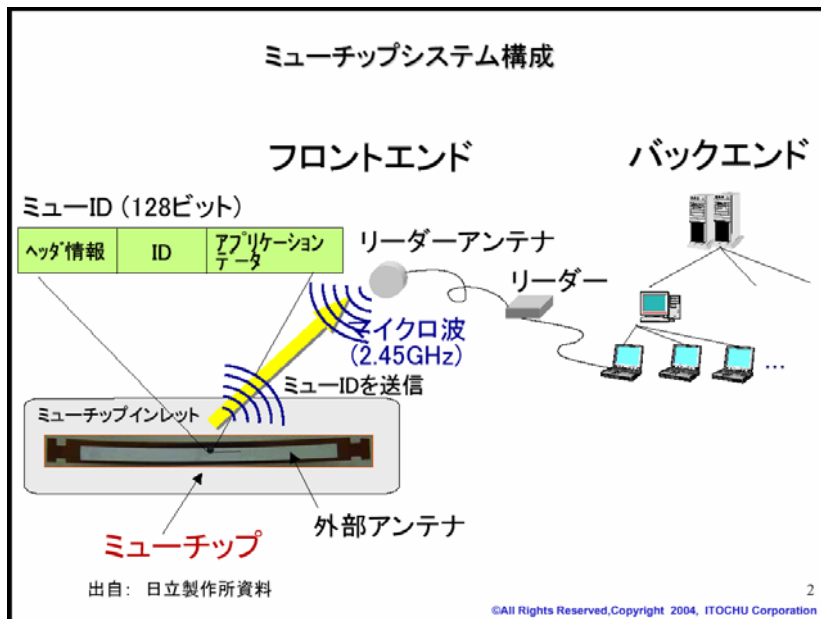 ミューチップシステム構成
フロントエンド
バックエンド
ミューID（128ビット）
ヘッダ情報
ID
アプリケーション
データ
リーダーアンテナ
リーダー
マイクロ波
(2.45GHz)
ミューIDを送信
ミューチップインレット
...
外部アンテナ
ミューチップ
出自： 日立製作所資料
2
©All Rights Reserved,Copyright 2004, ITOCHU Corporation